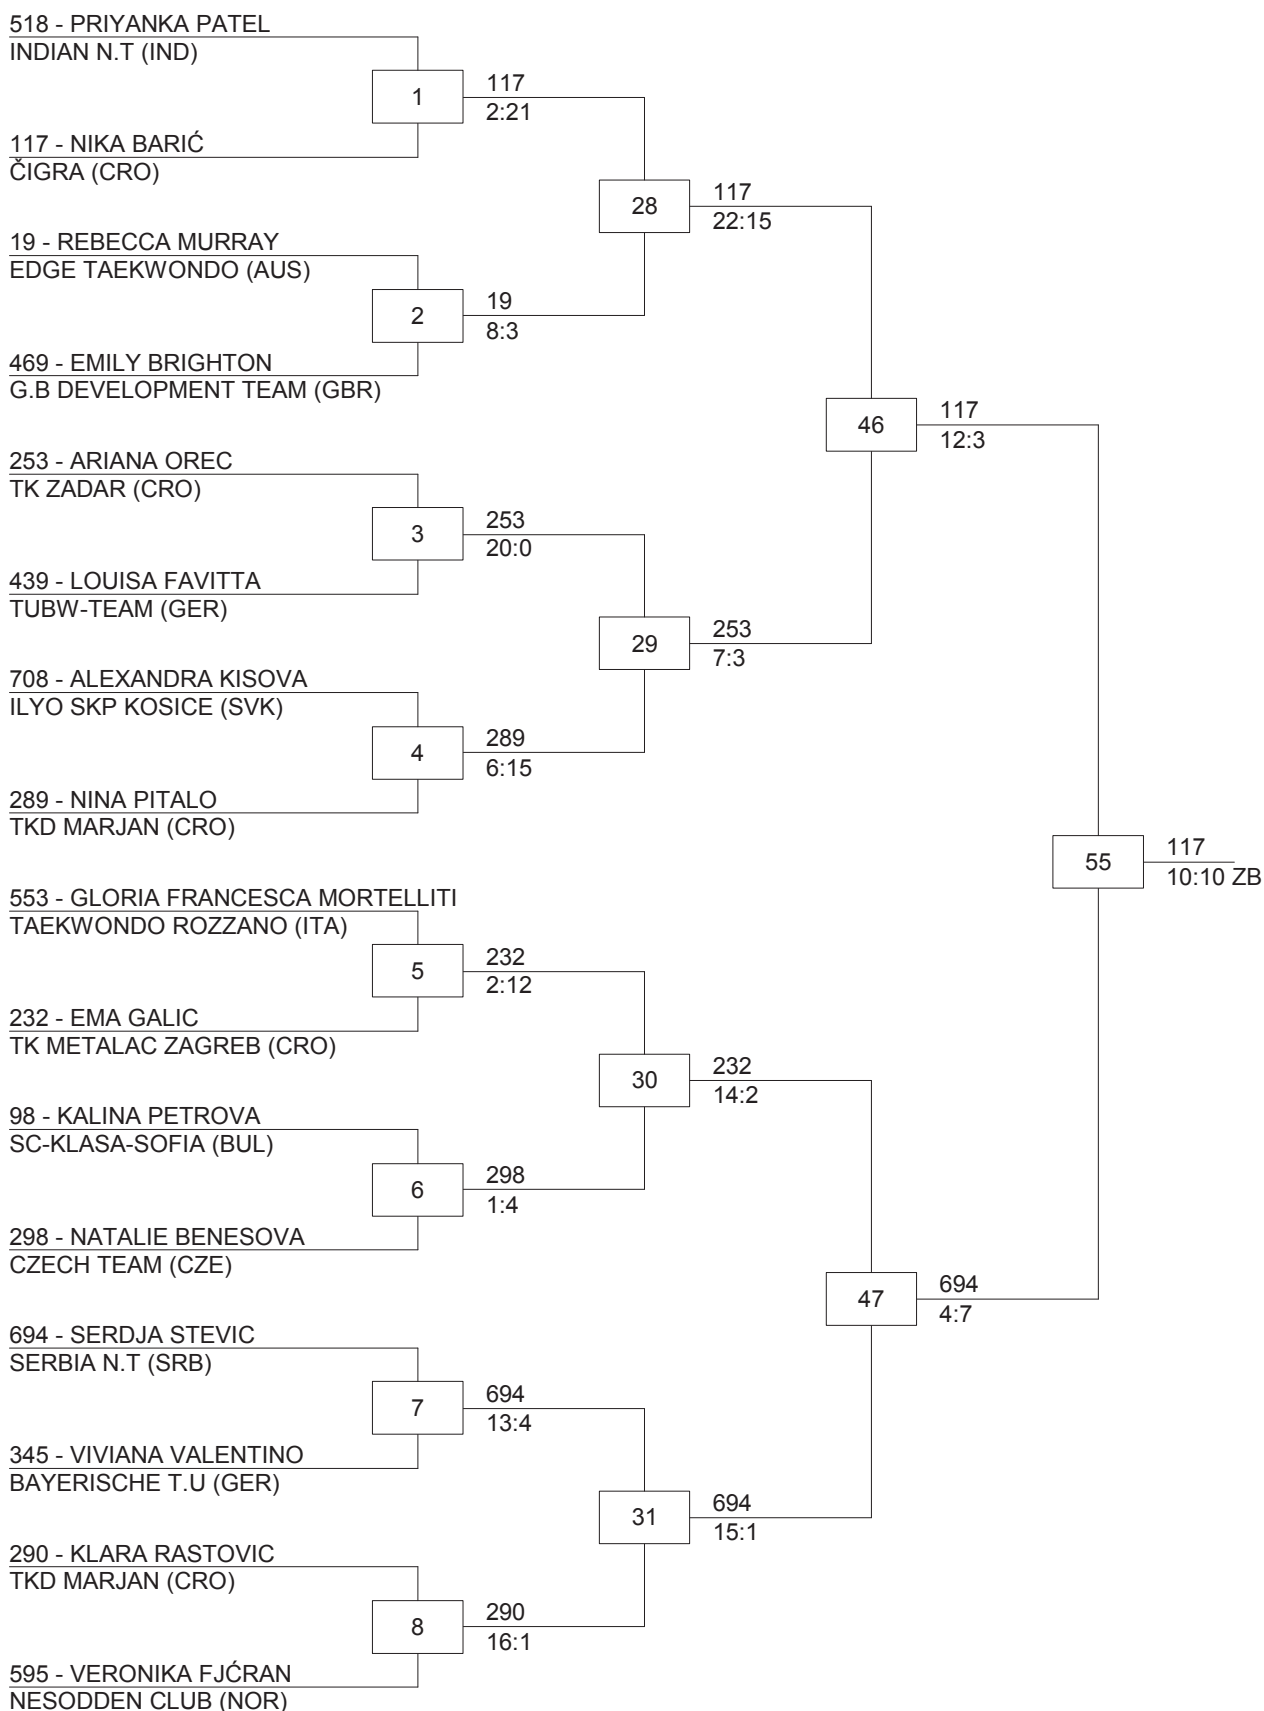 518 - PRIYANKA PATEL
INDIAN N.T (IND)
1
117
2:21
117 - NIKA BARIĆ
ČIGRA (CRO)
28
117
22:15
19 - REBECCA MURRAY
EDGE TAEKWONDO (AUS)
2
19
8:3
469 - EMILY BRIGHTON
G.B DEVELOPMENT TEAM (GBR)
46
117
12:3
253 - ARIANA OREC
TK ZADAR (CRO)
3
253
20:0
439 - LOUISA FAVITTA
TUBW-TEAM (GER)
29
253
7:3
708 - ALEXANDRA KISOVA
ILYO SKP KOSICE (SVK)
4
289
6:15
289 - NINA PITALO
TKD MARJAN (CRO)
55
117
10:10 ZB
553 - GLORIA FRANCESCA MORTELLITI
TAEKWONDO ROZZANO (ITA)
5
232
2:12
232 - EMA GALIC
TK METALAC ZAGREB (CRO)
30
232
14:2
98 - KALINA PETROVA
SC-KLASA-SOFIA (BUL)
6
298
1:4
298 - NATALIE BENESOVA
CZECH TEAM (CZE)
47
694
4:7
694 - SERDJA STEVIC
SERBIA N.T (SRB)
7
694
13:4
345 - VIVIANA VALENTINO
BAYERISCHE T.U (GER)
31
694
15:1
290 - KLARA RASTOVIC
TKD MARJAN (CRO)
8
290
16:1
595 - VERONIKA FJĆRAN
NESODDEN CLUB (NOR)